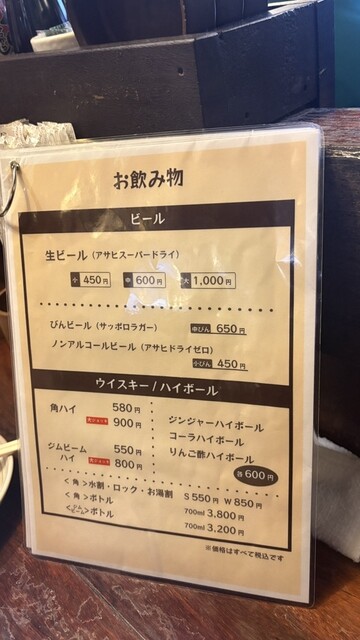 お飲み物
ビール
生ビール（アサヒスーパードライ）
小 450円 中 600円 大 1,000円
びんビール（サッポロラガー） 中びん 650円
ノンアルコールビール（アサヒドライゼロ）
小びん 450円
ウイスキー / ハイボール
角ハイ 580円
900円
ジムビームハイ 550円
800円
ジンジャーハイボール
コーラハイボール
りんご酢ハイボール
各 600円
＜角＞水割・ロック・お湯割 S 550円 W 850円
＜角＞ボトル 700ml 3,800円
＜ジムビーム＞ボトル 700ml 3,200円
※価格はすべて税込です